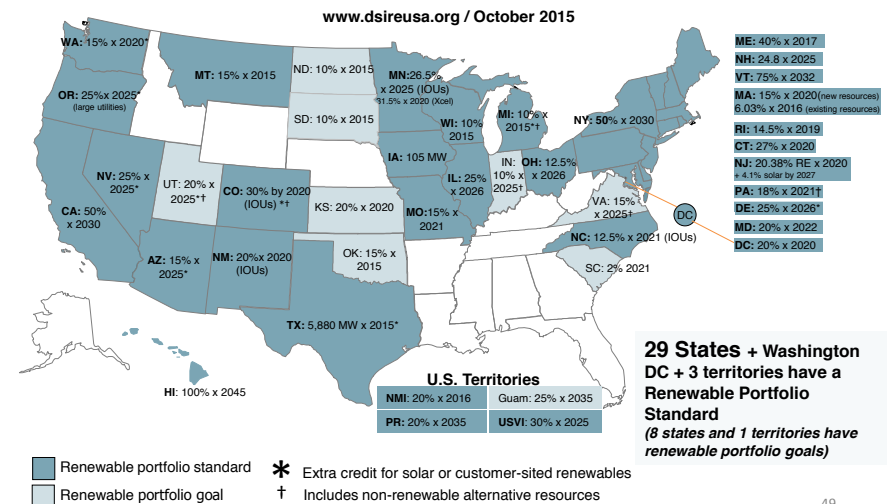 www.dsireusa.org / October 2015
WA: 15% x 2020*
OR: 25%x 2025*
(large utilities)
MT: 15% x 2015
ND: 10% x 2015
SD: 10% x 2015
MN:26.5%
x 2025 (IOUs)
31.5% x 2020 (Xcel)
WI: 10%
2015
MI: 10% x
2015*†
NY: 50% x 2030
IA: 105 MW
IL: 25%
x 2026
IN:
10% x
2025†
OH: 12.5%
x 2026
NV: 25% x
2025*
UT: 20% x
2025*†
CO: 30% by 2020
(IOUs) *†
KS: 20% x 2020
MO:15% x
2021
VA: 15%
x 2025†
DC
CA: 50%
x 2030
AZ: 15% x
2025*
NM: 20%x 2020
(IOUs)
OK: 15% x
2015
NC: 12.5% x 2021 (IOUs)
SC: 2% 2021
TX: 5,880 MW x 2015*
HI: 100% x 2045
ME: 40% x 2017
NH: 24.8 x 2025
VT: 75% x 2032
MA: 15% x 2020(new resources)
6.03% x 2016 (existing resources)
RI: 14.5% x 2019
CT: 27% x 2020
NJ: 20.38% RE x 2020
+ 4.1% solar by 2027
PA: 18% x 2021†
DE: 25% x 2026*
MD: 20% x 2022
DC: 20% x 2020
U.S. Territories
NMI: 20% x 2016
Guam: 25% x 2035
PR: 20% x 2035
USVI: 30% x 2025
29 States + Washington
DC + 3 territories have a
Renewable Portfolio
Standard
(8 states and 1 territories have
renewable portfolio goals)
Renewable portfolio standard
* Extra credit for solar or customer-sited renewables
Renewable portfolio goal
† Includes non-renewable alternative resources
49